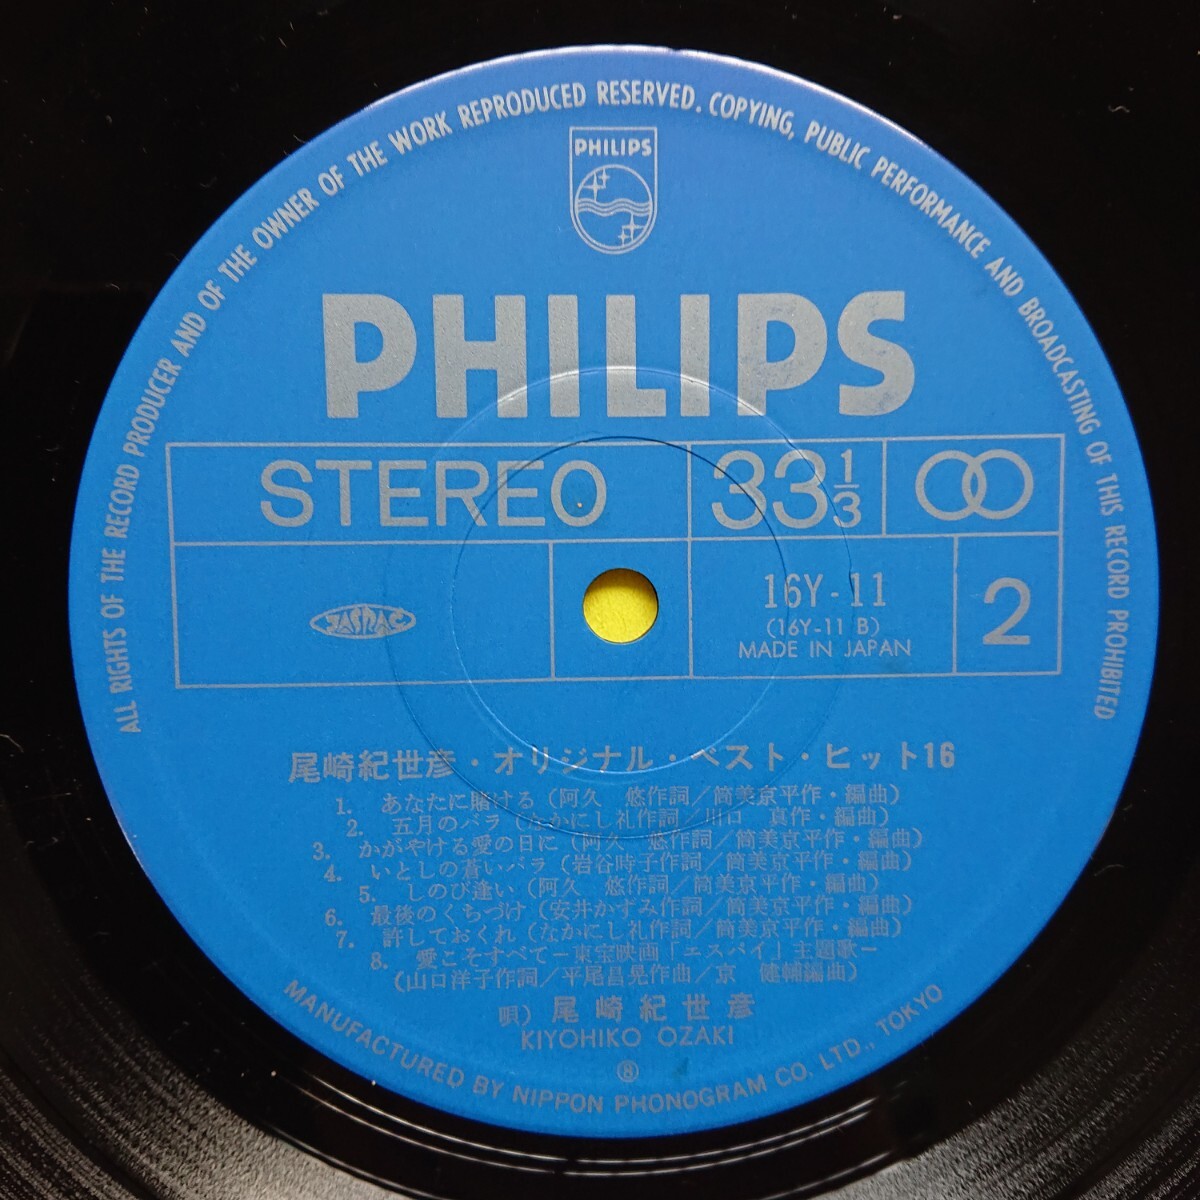 ALL RIGHTS OF THE RECORD PRODUCER AND OF THE OWNER OF THE WORK REPRODUCED RESERVED. COPYING, PUBLIC PERFORMANCE AND BROADCASTING OF THIS RECORD PROHIBITED
PHILIPS
PHILIPS
STEREO
33 1/3
JASRAC
16Y-11
(16Y-11 B)
MADE IN JAPAN
2
尾崎紀世彦・オリジナル・ベスト・ヒット16
1. あなたに賭ける (阿久 悠作詞/筒美京平作・編曲)
2. 五月のバラ (なかにし礼作詞/川口 真作・編曲)
3. かがやける愛の日に (阿久 悠作詞/筒美京平作・編曲)
4. いとしの蒼いバラ (岩谷時子作詞/筒美京平作・編曲)
5. しのび逢い (阿久 悠作詞/筒美京平作・編曲)
6. 最後のくちづけ (安井かずみ作詞/筒美京平作・編曲)
7. 許しておくれ (なかにし礼作詞/筒美京平作・編曲)
8. 愛こそすべて－東宝映画「エスパイ」主題歌－
(山口洋子作詞/平尾昌晃作曲/京 健輔編曲)
唄) 尾崎紀世彦
KIYOHIKO OZAKI
⑧
MANUFACTURED BY NIPPON PHONOGRAM CO. LTD., TOKYO